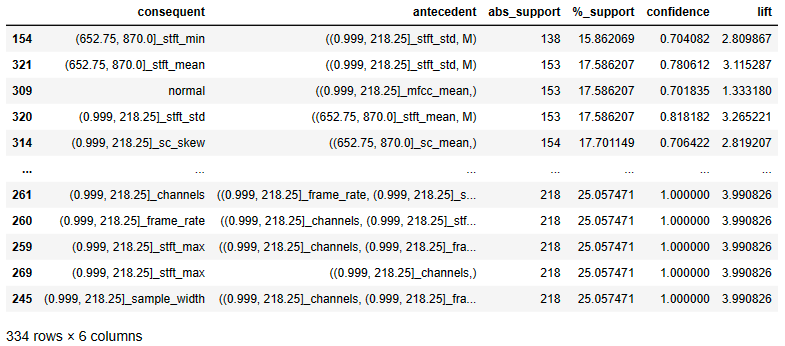 consequent antecedent abs_support %_support confidence lift
154 (652.75, 870.0]_stft_min ((0.999, 218.25]_stft_std, M) 138 15.862069 0.704082 2.809867
321 (652.75, 870.0]_stft_mean ((0.999, 218.25]_stft_std, M) 153 17.586207 0.780612 3.115287
309 normal ((0.999, 218.25]_mfcc_mean,) 153 17.586207 0.701835 1.333180
320 (0.999, 218.25]_stft_std ((652.75, 870.0]_stft_mean, M) 153 17.586207 0.818182 3.265221
314 (0.999, 218.25]_sc_skew ((652.75, 870.0]_sc_mean,) 154 17.701149 0.706422 2.819207
... ... ... ... ... ... ...
261 (0.999, 218.25]_channels ((0.999, 218.25]_frame_rate, (0.999, 218.25]_s... 218 25.057471 1.000000 3.990826
260 (0.999, 218.25]_frame_rate ((0.999, 218.25]_channels, (0.999, 218.25]_stf... 218 25.057471 1.000000 3.990826
259 (0.999, 218.25]_stft_max ((0.999, 218.25]_channels, (0.999, 218.25]_fra... 218 25.057471 1.000000 3.990826
269 (0.999, 218.25]_stft_max ((0.999, 218.25]_channels,) 218 25.057471 1.000000 3.990826
245 (0.999, 218.25]_sample_width ((0.999, 218.25]_channels, (0.999, 218.25]_fra... 218 25.057471 1.000000 3.990826
334 rows × 6 columns